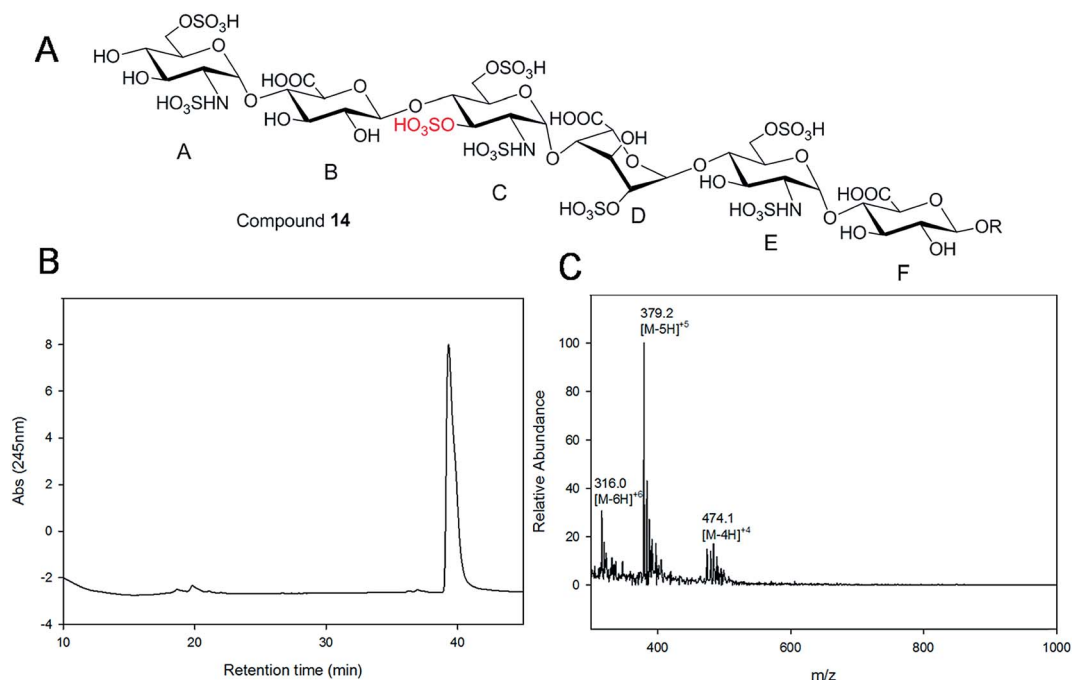 A
OSO₃H
HO
O
HO
HO₃SHN
O
HOOC
O
HO
OH
O
OSO₃H
O
HO₃SO
HO₃SHN
O
HOOC
OH
O
HO₃SO
O
OSO₃H
O
HO
HO₃SHN
O
HOOC
O
HO
OH
OR
A
B
C
D
E
F
Compound 14
B
Abs (245nm)
8
6
4
2
0
-2
-4
10
20
30
40
Retention time (min)
C
Relative Abundance
100
80
60
40
20
0
379.2
[M-5H]⁺⁵
316.0
[M-6H]⁺⁶
474.1
[M-4H]⁺⁴
400
600
800
1000
m/z